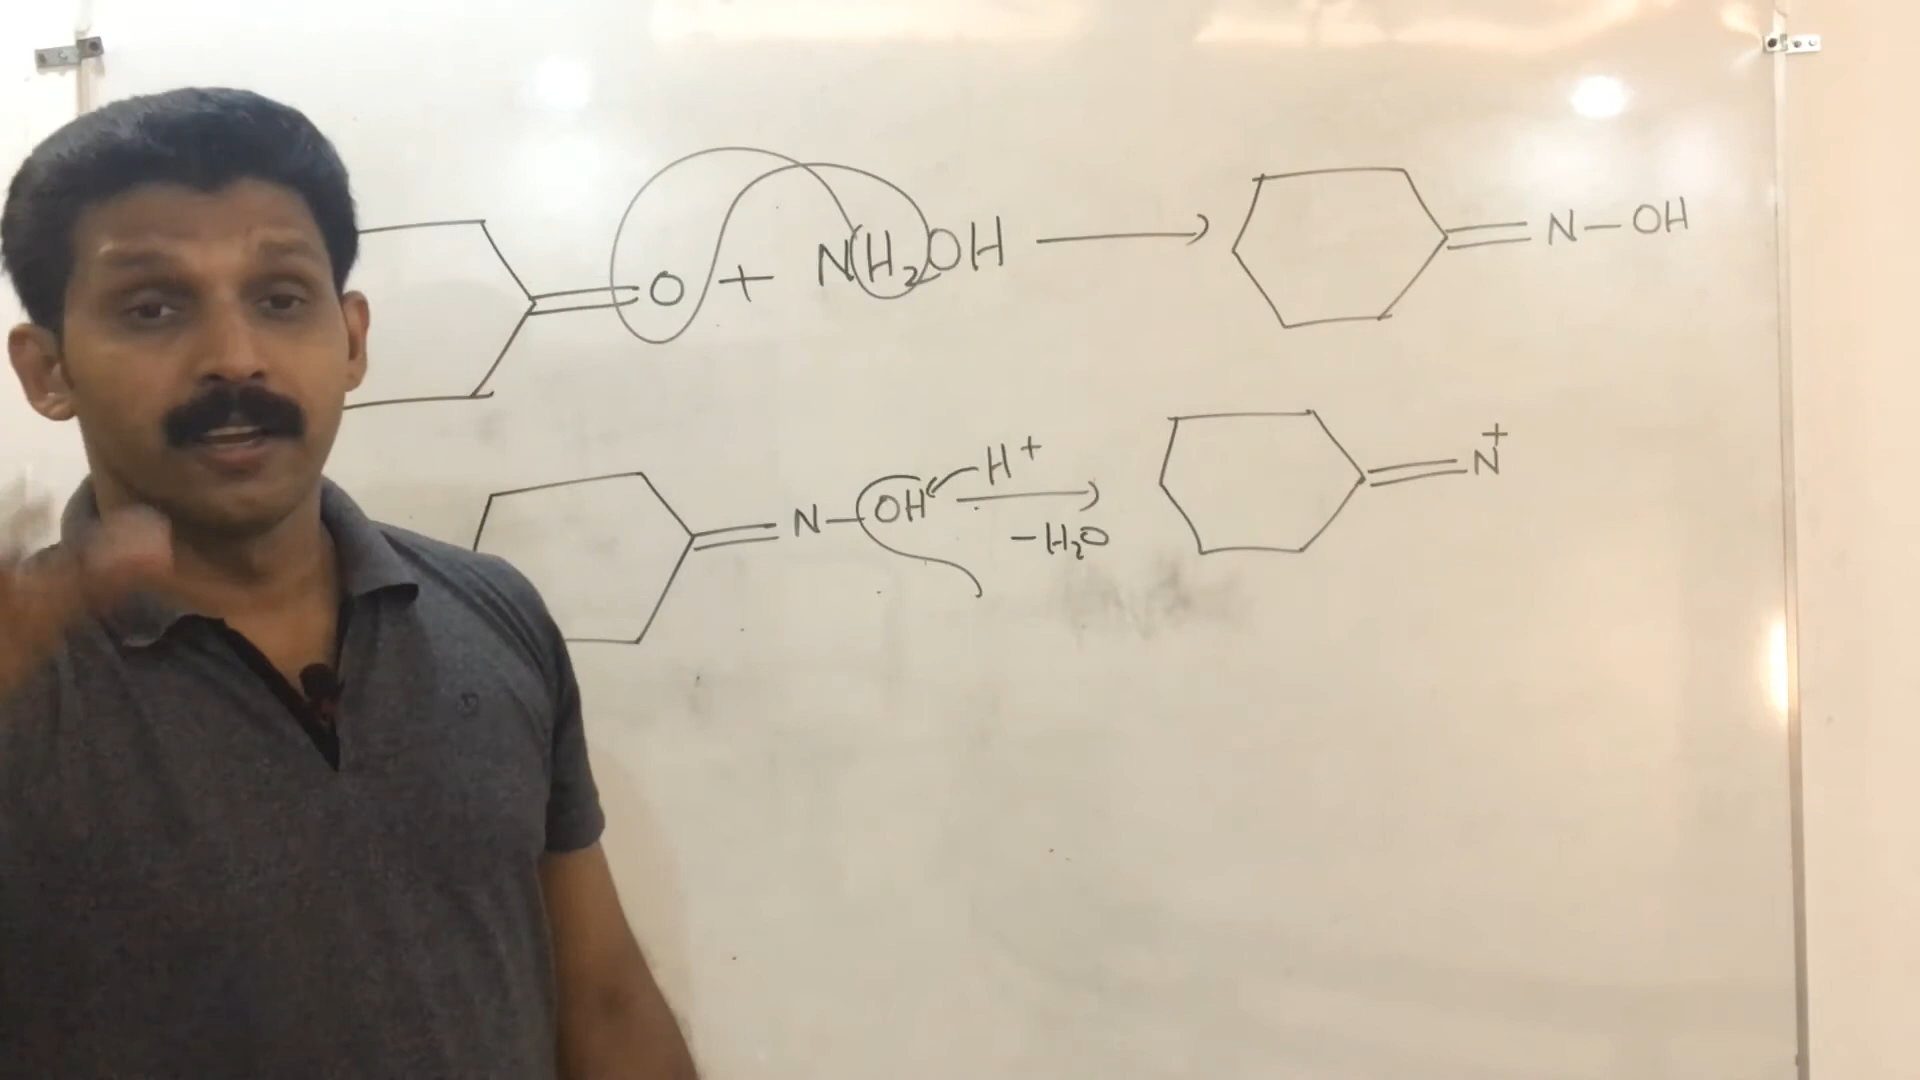 =O + NH₂OH ⟶ =N-OH
=N-OH H⁺ ⟶ -H₂O =N⁺